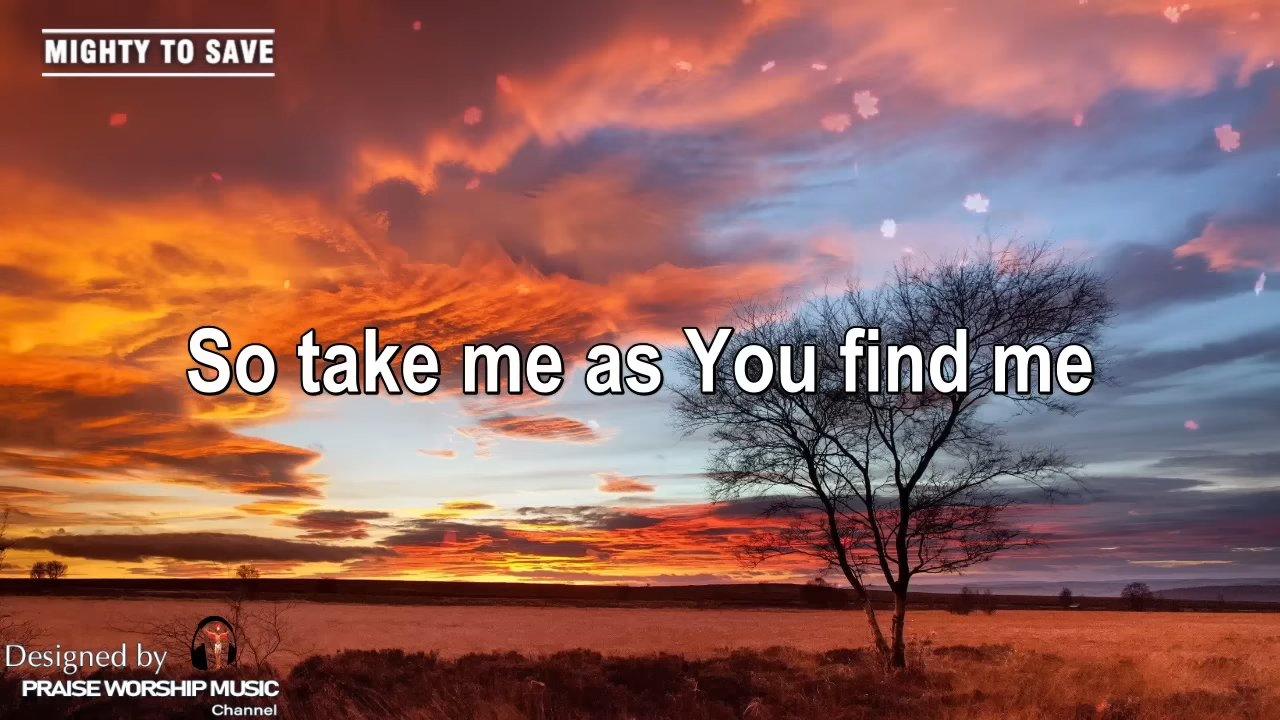 MIGHTY TO SAVE
So take me as You find me
Designed by
PRAISE WORSHIP MUSIC
Channel